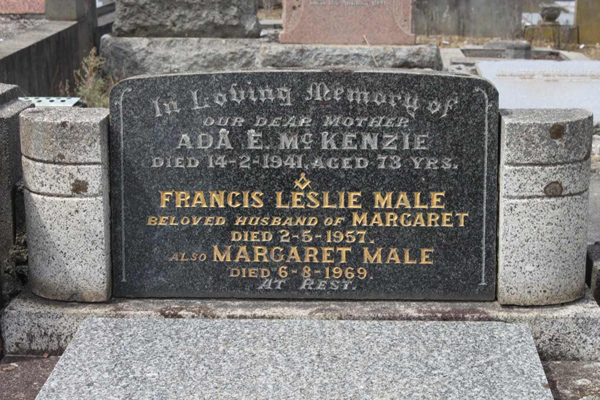 In Loving Memory of
OUR DEAR MOTHER
ADA E. McKENZIE
DIED 14-2-1941, AGED 73 YRS.
FRANCIS LESLIE MALE
BELOVED HUSBAND OF MARGARET
DIED 2-5-1957.
ALSO MARGARET MALE
DIED 6-8-1969.
AT REST.